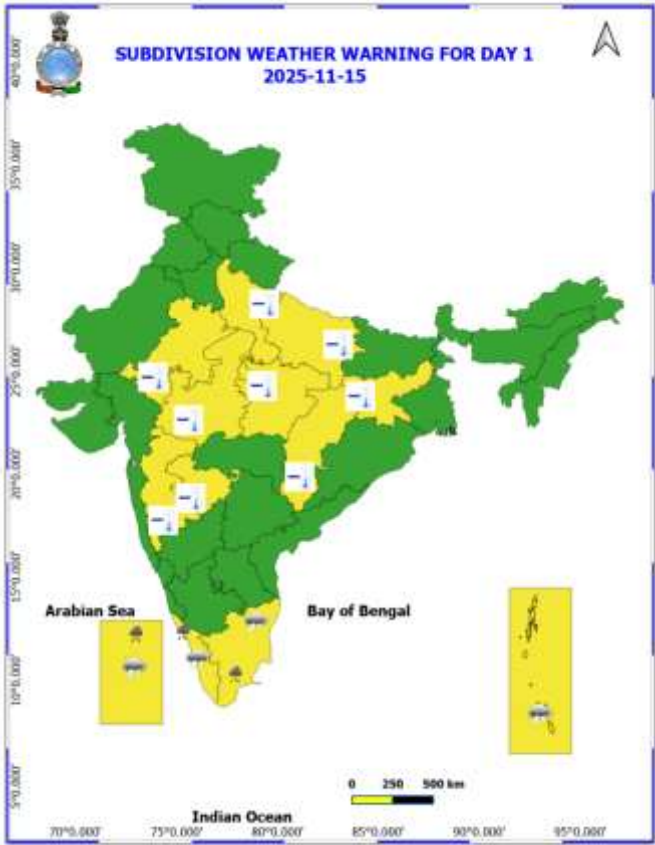 SUBDIVISION WEATHER WARNING FOR DAY 1
2025-11-15
40°0.000'
35°0.000'
30°0.000'
25°0.000'
20°0.000'
15°0.000'
10°0.000'
5°0.000'
Arabian Sea
Bay of Bengal
0 250 500 km
Indian Ocean
70°0.000' 75°0.000' 80°0.000' 85°0.000' 90°0.000' 95°0.000'